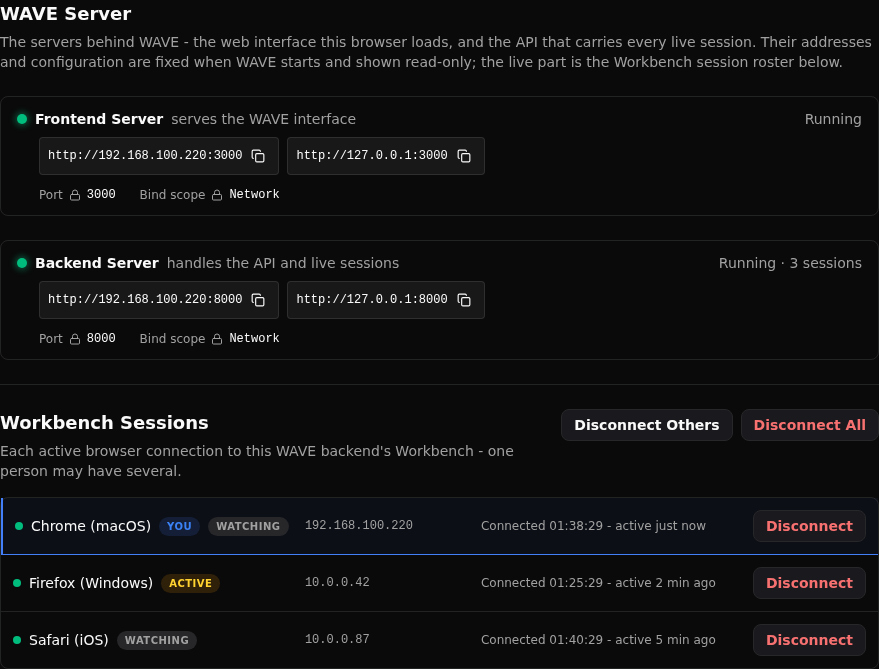 WAVE Server
The servers behind WAVE - the web interface this browser loads, and the API that carries every live session. Their addresses
and configuration are fixed when WAVE starts and shown read-only; the live part is the Workbench session roster below.
Frontend Server serves the WAVE interface Running
http://192.168.100.220:3000 http://127.0.0.1:3000
Port 3000 Bind scope Network
Backend Server handles the API and live sessions Running · 3 sessions
http://192.168.100.220:8000 http://127.0.0.1:8000
Port 8000 Bind scope Network
Workbench Sessions Disconnect Others Disconnect All
Each active browser connection to this WAVE backend's Workbench - one
person may have several.
Chrome (macOS) YOU WATCHING 192.168.100.220 Connected 01:38:29 - active just now Disconnect
Firefox (Windows) ACTIVE 10.0.0.42 Connected 01:25:29 - active 2 min ago Disconnect
Safari (iOS) WATCHING 10.0.0.87 Connected 01:40:29 - active 5 min ago Disconnect